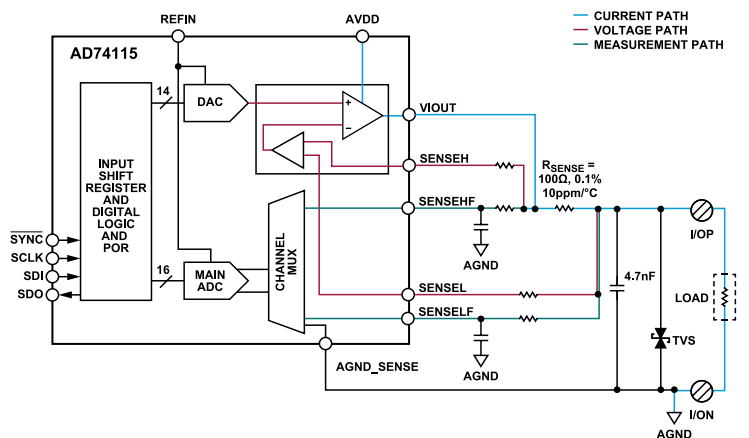 REFIN
AVDD
CURRENT PATH
VOLTAGE PATH
MEASUREMENT PATH
AD74115
14
DAC
+
−
VIOUT
SENSEH
RSENSE =
100Ω, 0.1%
10ppm/°C
INPUT
SHIFT
REGISTER
AND
DIGITAL
LOGIC
AND
POR
SENSEHF
AGND
I/OP
SYNC
SCLK
SDI
SDO
16
MAIN
ADC
CHANNEL
MUX
4.7nF
SENSEL
LOAD
SENSELF
TVS
AGND
AGND_SENSE
I/ON
AGND